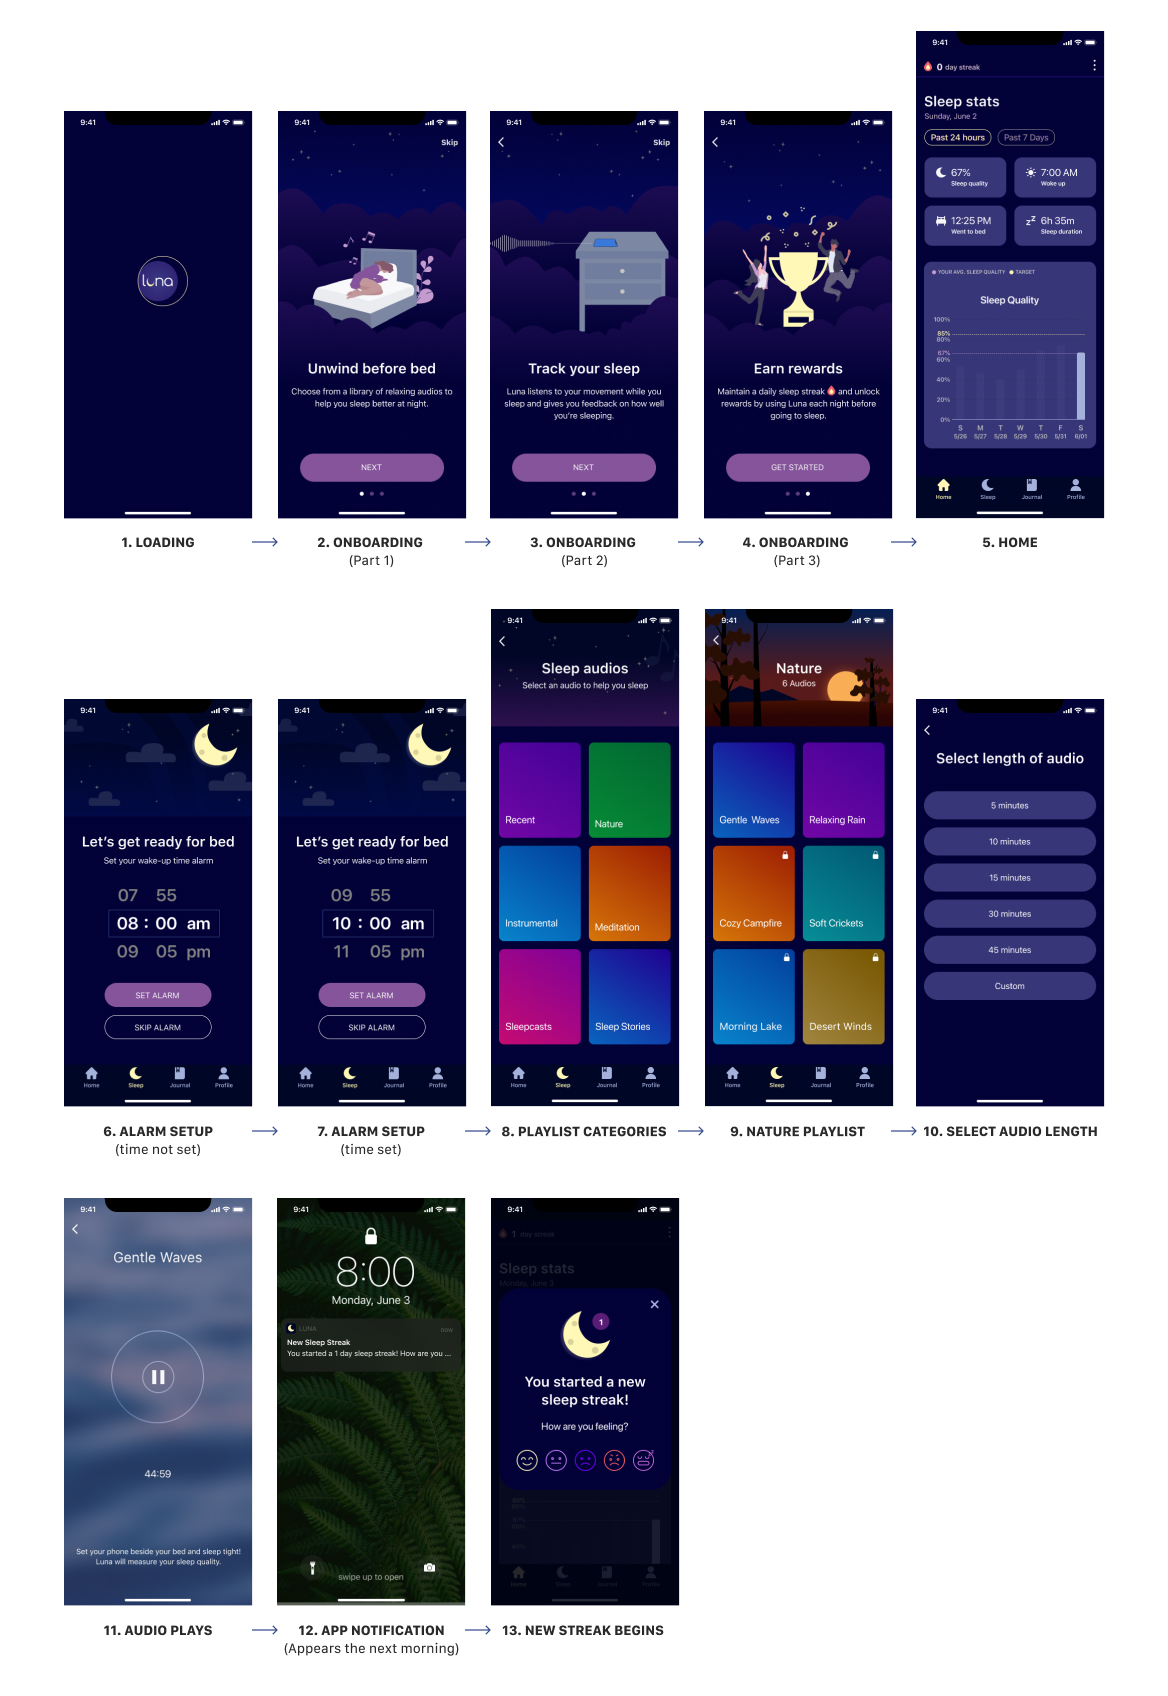 9:41
luna
1. LOADING
9:41
Skip
Unwind before bed
Choose from a library of relaxing audios to
help you sleep better at night.
NEXT
2. ONBOARDING
(Part 1)
9:41
Skip
Track your sleep
Luna listens to your movement while you
sleep and gives you feedback on how well
you're sleeping.
NEXT
3. ONBOARDING
(Part 2)
9:41
Earn rewards
Maintain a daily sleep streak and unlock
rewards by using Luna each night before
going to sleep.
GET STARTED
4. ONBOARDING
(Part 3)
9:41
0 day streak
Sleep stats
Sunday, June 2
Past 24 hours Past 7 Days
67%
Sleep quality
7:00 AM
Woke up
12:25 PM
Went to bed
6h 35m
Sleep duration
YOUR AVG. SLEEP QUALITY TARGET
Sleep Quality
100%
85%
80%
67%
60%
40%
20%
0%
S M T W T F S
5/26 5/27 5/28 5/29 5/30 5/31 6/01
Home Sleep Journal Profile
5. HOME
9:41
Let's get ready for bed
Set your wake-up time alarm
07 55
08 : 00 am
09 05 pm
SET ALARM
SKIP ALARM
Home Sleep Journal Profile
6. ALARM SETUP
(time not set)
9:41
Let's get ready for bed
Set your wake-up time alarm
09 55
10 : 00 am
11 05 pm
SET ALARM
SKIP ALARM
Home Sleep Journal Profile
7. ALARM SETUP
(time set)
9:41
Sleep audios
Select an audio to help you sleep
Recent Nature
Instrumental Meditation
Sleepcasts Sleep Stories
Home Sleep Journal Profile
8. PLAYLIST CATEGORIES
9:41
Nature
6 Audios
Gentle Waves Relaxing Rain
Cozy Campfire Soft Crickets
Morning Lake Desert Winds
Home Sleep Journal Profile
9. NATURE PLAYLIST
9:41
Select length of audio
5 minutes
10 minutes
15 minutes
30 minutes
45 minutes
Custom
10. SELECT AUDIO LENGTH
9:41
Gentle Waves
44:59
Set your phone beside your bed and sleep tight!
Luna will measure your sleep quality.
11. AUDIO PLAYS
9:41
8:00
Monday, June 3
LUNA now
New Sleep Streak
You started a 1 day sleep streak! How are you ...
swipe up to open
12. APP NOTIFICATION
(Appears the next morning)
9:41
1 day streak
Sleep stats
Monday, June 3
1
You started a new
sleep streak!
How are you feeling?
Home Sleep Journal Profile
13. NEW STREAK BEGINS